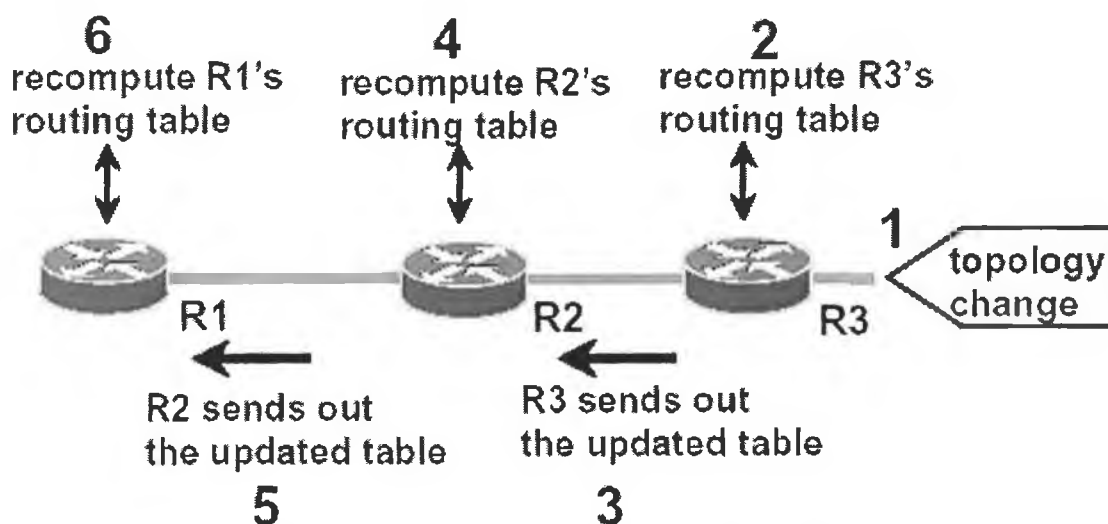 6
recompute R1's
routing table
4
recompute R2's
routing table
2
recompute R3's
routing table
1
topology
change
R1
R2
R3
R2 sends out
the updated table
5
R3 sends out
the updated table
3